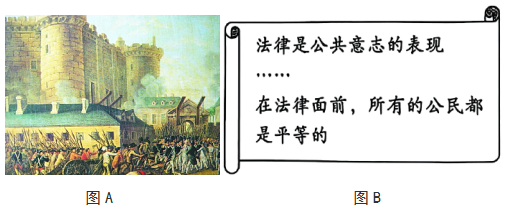 法律是公共意志的表现
……
在法律面前，所有的公民都
是平等的
图A
图B